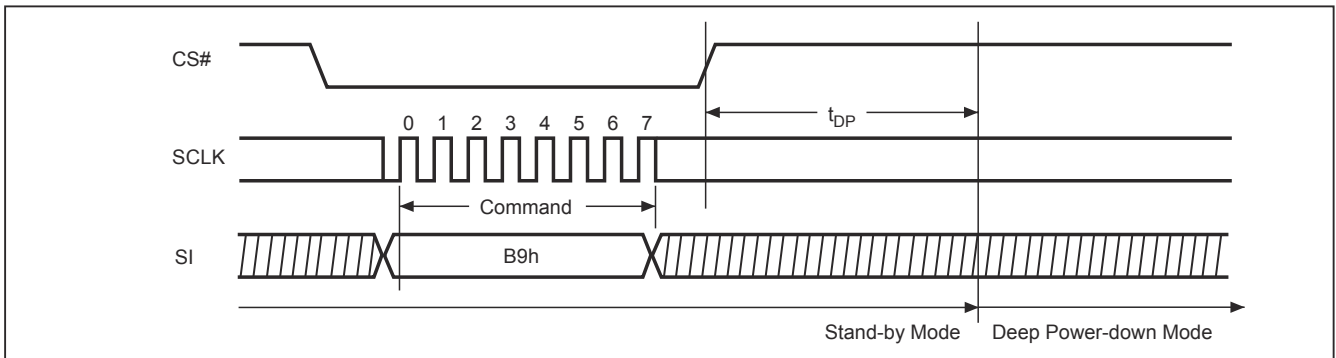 CS#
tDP
0 1 2 3 4 5 6 7
SCLK
Command
SI
B9h
Stand-by Mode
Deep Power-down Mode